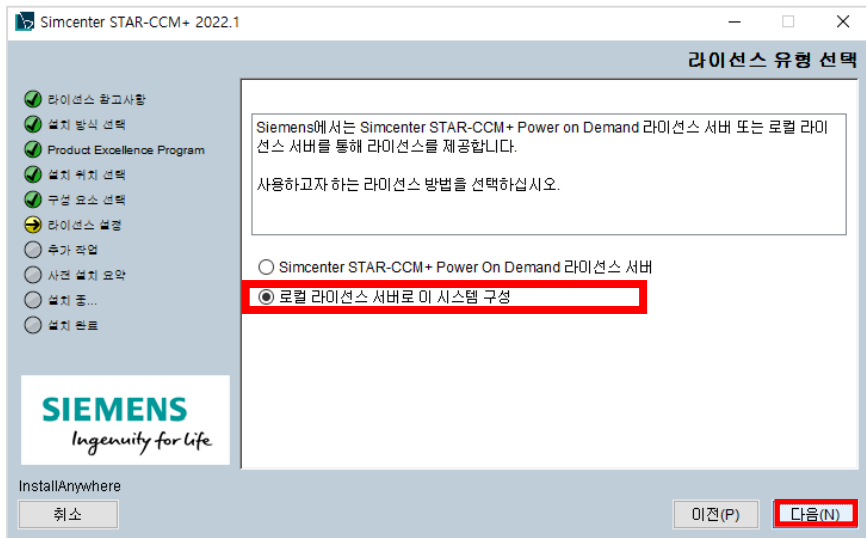 Simcenter STAR-CCM+ 2022.1
라이선스 유형 선택
라이선스 참고사항
설치 방식 선택
Product Excellence Program
설치 위치 선택
구성 요소 선택
라이선스 설정
추가 작업
사전 설치 요약
설치 중...
설치 완료
Siemens에서는 Simcenter STAR-CCM+ Power on Demand 라이선스 서버 또는 로컬 라이
선스 서버를 통해 라이선스를 제공합니다.
사용하고자 하는 라이선스 방법을 선택하십시오.
Simcenter STAR-CCM+ Power On Demand 라이선스 서버
로컬 라이선스 서버로 이 시스템 구성
SIEMENS
Ingenuity for life
InstallAnywhere
취소
이전(P)
다음(N)